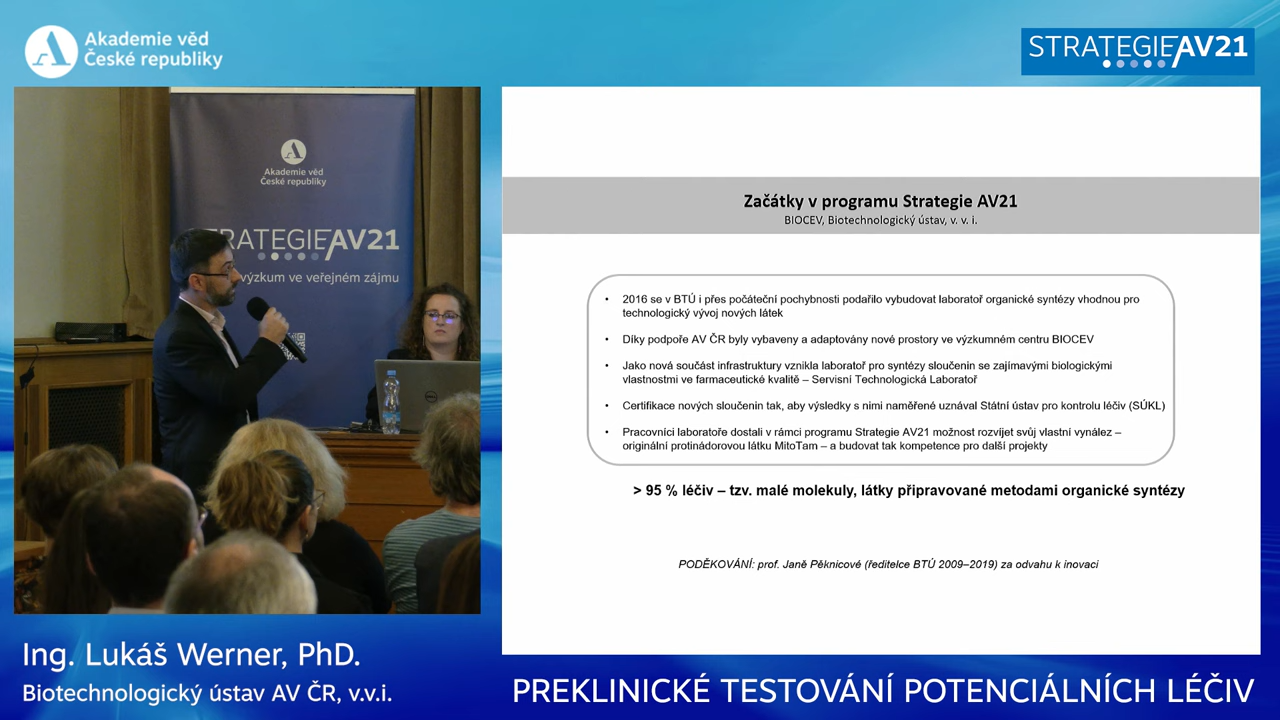 Akademie věd
České republiky
STRATEGIE AV21
Akademie věd
České republiky
STRATEGIE AV21
výzkum ve veřejném zájmu
DELL
Začátky v programu Strategie AV21
BIOCEV, Biotechnologický ústav, v. v. i.
• 2016 se v BTÚ i přes počáteční pochybnosti podařilo vybudovat laboratoř organické syntézy vhodnou pro
technologický vývoj nových látek
• Díky podpoře AV ČR byly vybaveny a adaptovány nové prostory ve výzkumném centru BIOCEV
• Jako nová součást infrastruktury vznikla laboratoř pro syntézy sloučenin se zajímavými biologickými
vlastnostmi ve farmaceutické kvalitě – Servisní Technologická Laboratoř
• Certifikace nových sloučenin tak, aby výsledky s nimi naměřené uznával Státní ústav pro kontrolu léčiv (SÚKL)
• Pracovníci laboratoře dostali v rámci programu Strategie AV21 možnost rozvíjet svůj vlastní vynález –
originální protinádorovou látku MitoTam – a budovat tak kompetence pro další projekty
> 95 % léčiv – tzv. malé molekuly, látky připravované metodami organické syntézy
PODĚKOVÁNÍ: prof. Janě Pěknicové (ředitelce BTÚ 2009–2019) za odvahu k inovaci
Ing. Lukáš Werner, PhD.
Biotechnologický ústav AV ČR, v.v.i.
PREKLINICKÉ TESTOVÁNÍ POTENCIÁLNÍCH LÉČIV